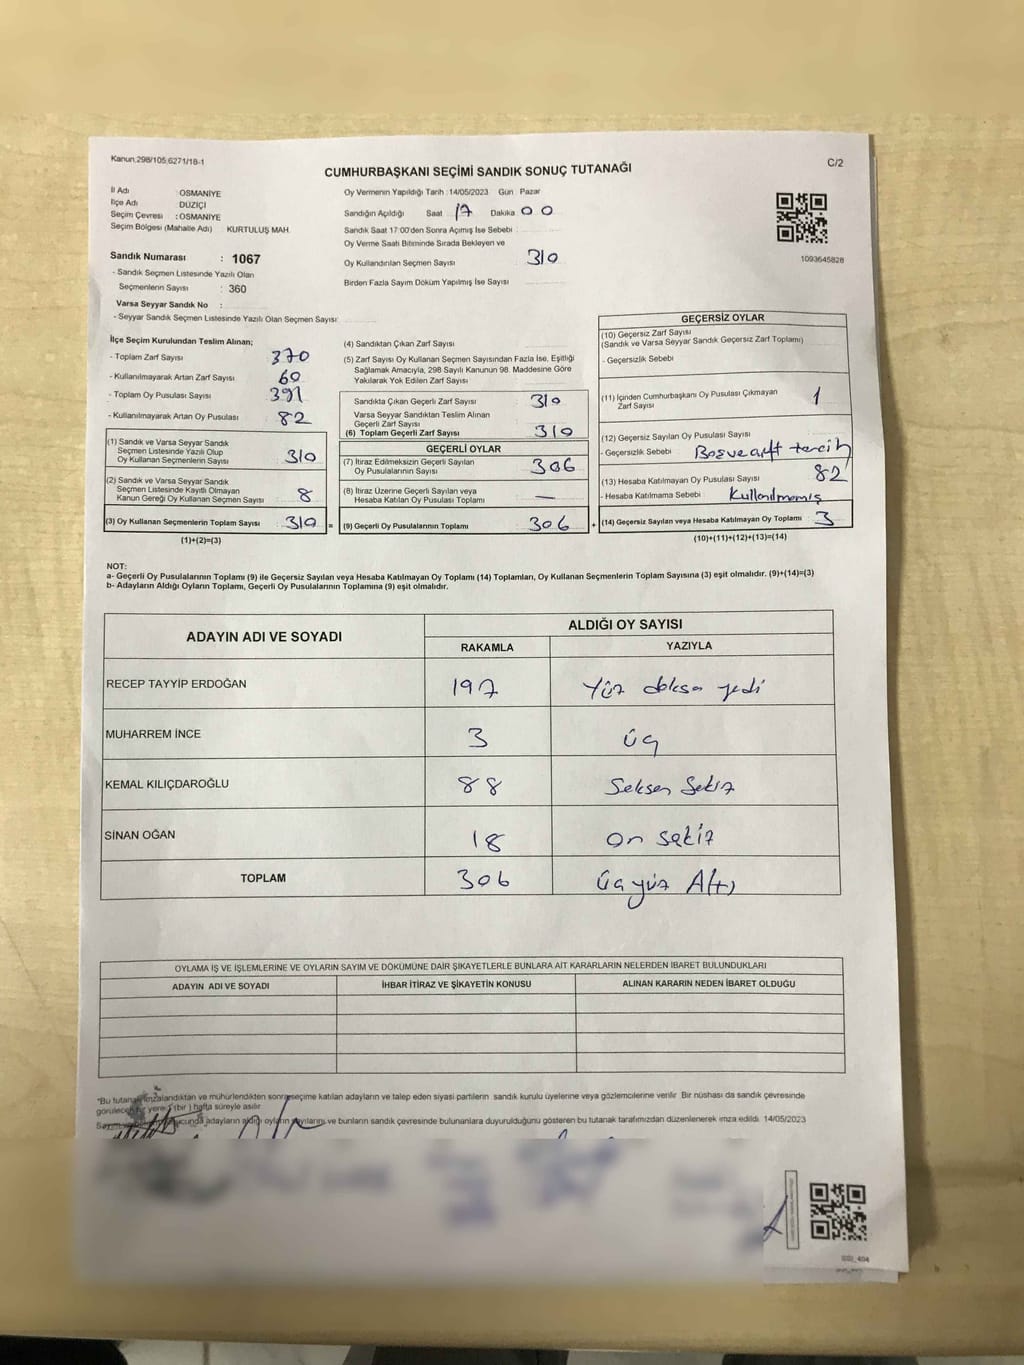 Kanun:298/105,6271/18-1
C/2
CUMHURBAŞKANI SEÇİMİ SANDIK SONUÇ TUTANAĞI
İl Adı : OSMANİYE
İlçe Adı : DÜZİÇİ
Seçim Çevresi : OSMANİYE
Seçim Bölgesi (Mahalle Adı) KURTULUŞ MAH.
Oy Vermenin Yapıldığı Tarih :14/05/2023 Gün Pazar
Sandığın Açıldığı Saat 17 Dakika 00
Sandık Saat 17:00'den Sonra Açımış İse Sebebi :
Oy Verme Saati Bitiminde Sırada Bekleyen ve
Oy Kullandırılan Seçmen Sayısı 310
Birden Fazla Sayım Döküm Yapılmış İse Sayısı
1093645828
Sandık Numarası : 1067
- Sandık Seçmen Listesinde Yazılı Olan
Seçmenlerin Sayısı : 360
Varsa Seyyar Sandık No :
- Seyyar Sandık Seçmen Listesinde Yazılı Olan Seçmen Sayısı:
İlçe Seçim Kurulundan Teslim Alınan;
- Toplam Zarf Sayısı 370
- Kullanılmayarak Artan Zarf Sayısı 60
- Toplam Oy Pusulası Sayısı 391
- Kullanılmayarak Artan Oy Pusulası 82
(1) Sandık ve Varsa Seyyar Sandık
Seçmen Listesinde Yazılı Olup
Oy Kullanan Seçmenlerin Sayısı 310
(2) Sandık ve Varsa Seyyar Sandık
Seçmen Listesinde Kayıtlı Olmayan
Kanun Gereği Oy Kullanan Seçmen Sayısı 8
(3) Oy Kullanan Seçmenlerin Toplam Sayısı 310 =
(1)+(2)=(3)
(4) Sandıktan Çıkan Zarf Sayısı
(5) Zarf Sayısı Oy Kullanan Seçmen Sayısından Fazla İse, Eşitliği
Sağlamak Amacıyla, 298 Sayılı Kanunun 98. Maddesine Göre
Yakılarak Yok Edilen Zarf Sayısı
Sandıkta Çıkan Geçerli Zarf Sayısı 310
Varsa Seyyar Sandıktan Teslim Alınan
Geçerli Zarf Sayısı
(6) Toplam Geçerli Zarf Sayısı 310
GEÇERLİ OYLAR
(7) İtiraz Edilmeksizin Geçerli Sayılan
Oy Pusulalarının Sayısı 306
(8) İtiraz Üzerine Geçerli Sayılan veya
Hesaba Katılan Oy Pusulası Toplamı —
(9) Geçerli Oy Pusulalarının Toplamı 306 +
GEÇERSİZ OYLAR
(10) Geçersiz Zarf Sayısı
(Sandık ve Varsa Seyyar Sandık Geçersiz Zarf Toplamı)
- Geçersizlik Sebebi
(11) İçinden Cumhurbaşkanı Oy Pusulası Çıkmayan
Zarf Sayısı 1
(12) Geçersiz Sayılan Oy Pusulası Sayısı
- Geçersizlik Sebebi Boş ve çift tercih
(13) Hesaba Katılmayan Oy Pusulası Sayısı 82
- Hesaba Katılmama Sebebi Kullanılmamış
(14) Geçersiz Sayılan veya Hesaba Katılmayan Oy Toplamı 3
(10)+(11)+(12)+(13)=(14)
NOT:
a- Geçerli Oy Pusulalarının Toplamı (9) ile Geçersiz Sayılan veya Hesaba Katılmayan Oy Toplamı (14) Toplamları, Oy Kullanan Seçmenlerin Toplam Sayısına (3) eşit olmalıdır. (9)+(14)=(3)
b- Adayların Aldığı Oyların Toplamı, Geçerli Oy Pusulalarının Toplamına (9) eşit olmalıdır.
ADAYIN ADI VE SOYADI ALDIĞI OY SAYISI
RAKAMLA YAZIYLA
RECEP TAYYİP ERDOĞAN 197 Yüz doksan yedi
MUHARREM İNCE 3 üç
KEMAL KILIÇDAROĞLU 88 Seksen Sekiz
SİNAN OĞAN 18 on sekiz
TOPLAM 306 üçyüz Altı
OYLAMA İŞ VE İŞLEMLERİNE VE OYLARIN SAYIM VE DÖKÜMÜNE DAİR ŞİKAYETLERLE BUNLARA AİT KARARLARIN NELERDEN İBARET BULUNDUKLARI
ADAYIN ADI VE SOYADI İHBAR İTİRAZ VE ŞİKAYETİN KONUSU ALINAN KARARIN NEDEN İBARET OLDUĞU
"Bu tutanak imzalandıktan ve mühürlendikten sonra seçime katılan adayların ve talep eden siyasi partilerin sandık kurulu üyelerine veya gözlemcilerine verilir. Bir nüshası da sandık çevresinde
görülecek bir yere 1 (bir) hafta süreyle asılır.
adayların aldığı oyların sayılarını ve bunların sandık çevresinde bulunanlara duyurulduğunu gösteren bu tutanak tarafımızdan düzenlenerek imza edildi. 14/05/2023